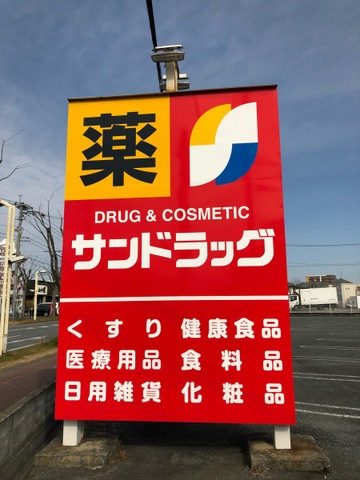 薬
DRUG & COSMETIC
サンドラッグ
くすり 健康食品
医療用品 食料品
日用雑貨 化粧品